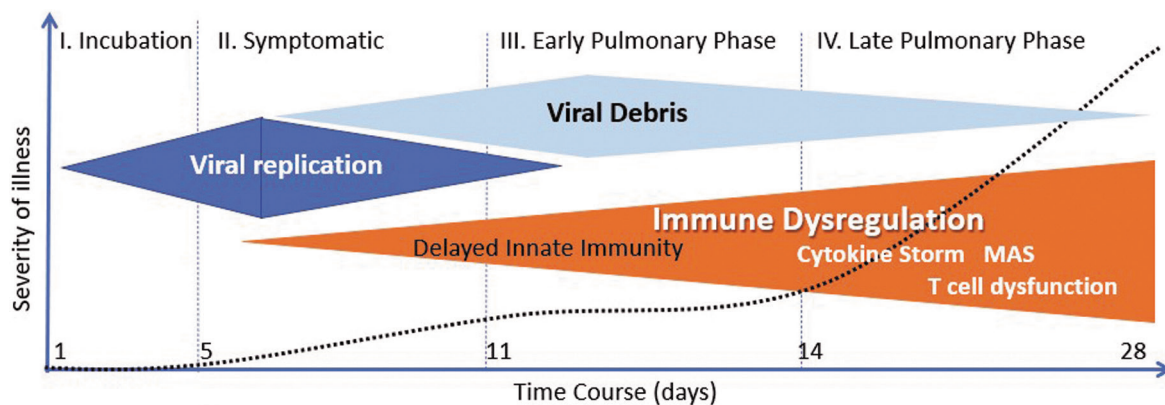 I. Incubation
II. Symptomatic
III. Early Pulmonary Phase
IV. Late Pulmonary Phase
Viral Debris
Viral replication
Immune Dysregulation
Delayed Innate Immunity
Cytokine Storm MAS
T cell dysfunction
Severity of illness
1 5 11 14 28
Time Course (days)